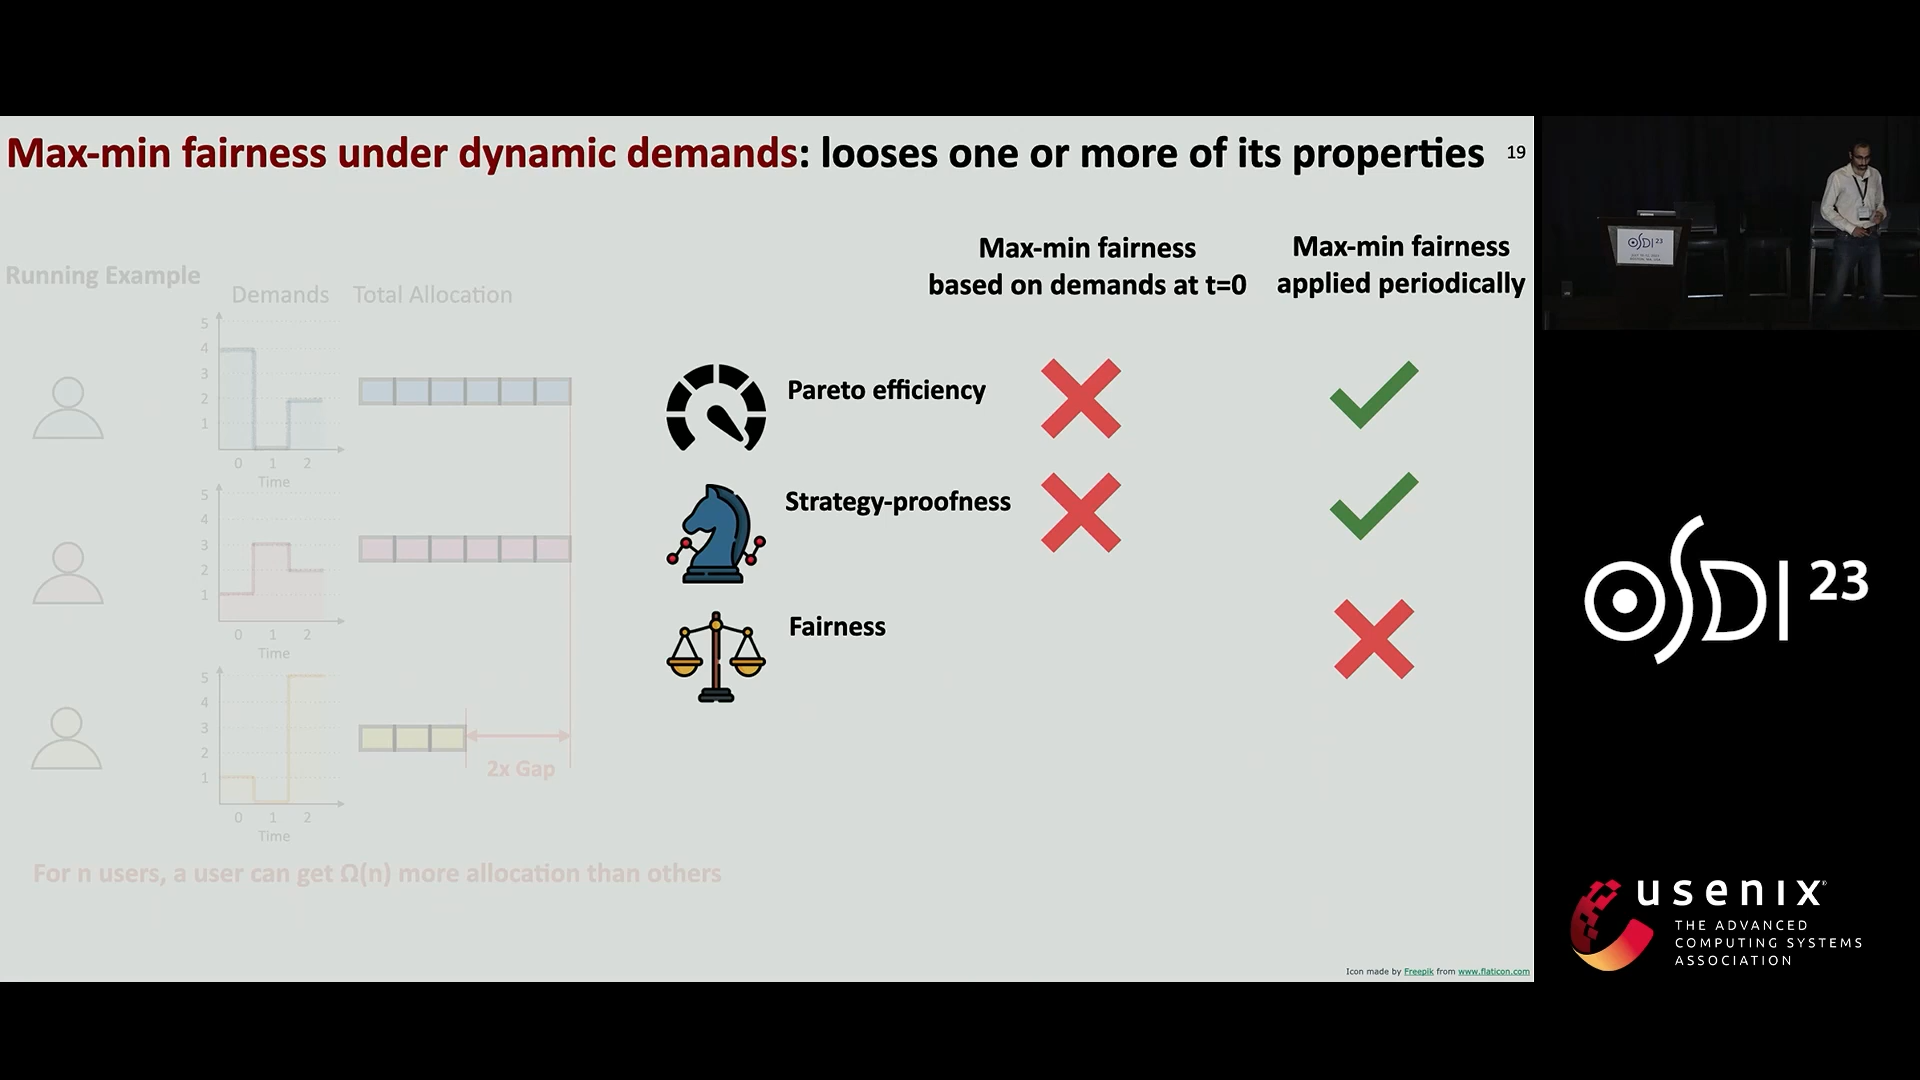 Max-min fairness under dynamic demands: looses one or more of its properties
19
Max-min fairness
based on demands at t=0
Max-min fairness
applied periodically
Running Example
Demands
Total Allocation
5
4
3
2
1
0 1 2
Time
5
4
3
2
1
0 1 2
Time
5
4
3
2
1
0 1 2
Time
2x Gap
Pareto efficiency
Strategy-proofness
Fairness
For n users, a user can get Ω(n) more allocation than others
Icon made by Freepik from www.flaticon.com
OSDI 23
OSDI 23
usenix
THE ADVANCED
COMPUTING SYSTEMS
ASSOCIATION